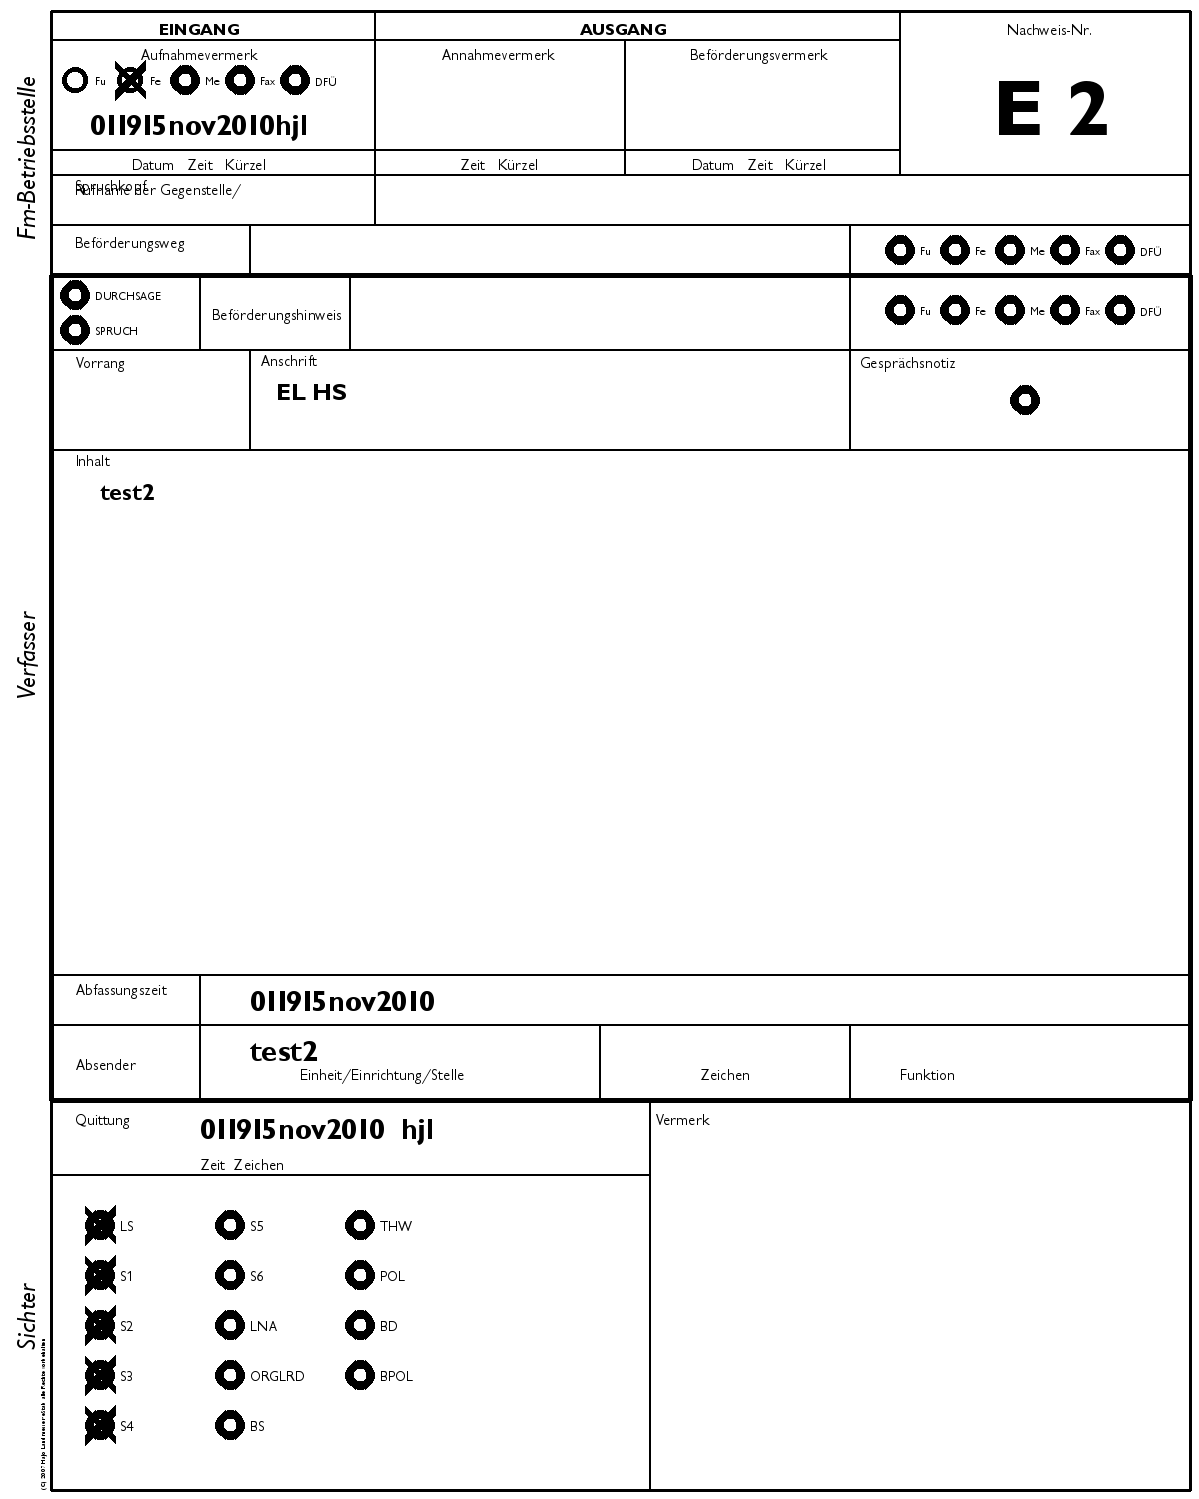 EINGANG AUSGANG Nachweis-Nr.
Aufnahmevermerk Annahmevermerk Beförderungsvermerk
Fu Fe Me Fax DFÜ
E 2
011915nov2010hjl
Datum Zeit Kürzel Zeit Kürzel Datum Zeit Kürzel
Fm-Betriebsstelle
Spruchkopf
Rufname der Gegenstelle/
Beförderungsweg Fu Fe Me Fax DFÜ
DURCHSAGE
Beförderungshinweis Fu Fe Me Fax DFÜ
SPRUCH
Vorrang Anschrift Gesprächsnotiz
EL HS
Inhalt
test2
Verfasser
Abfassungszeit 011915nov2010
test2
Absender
Einheit/Einrichtung/Stelle Zeichen Funktion
Quittung 011915nov2010 hjl Vermerk
Zeit Zeichen
LS S5 THW
S1 S6 POL
S2 LNA BD
S3 ORGLRD BPOL
S4 BS
Sichter
(C) 2007 Hajo Landmesser